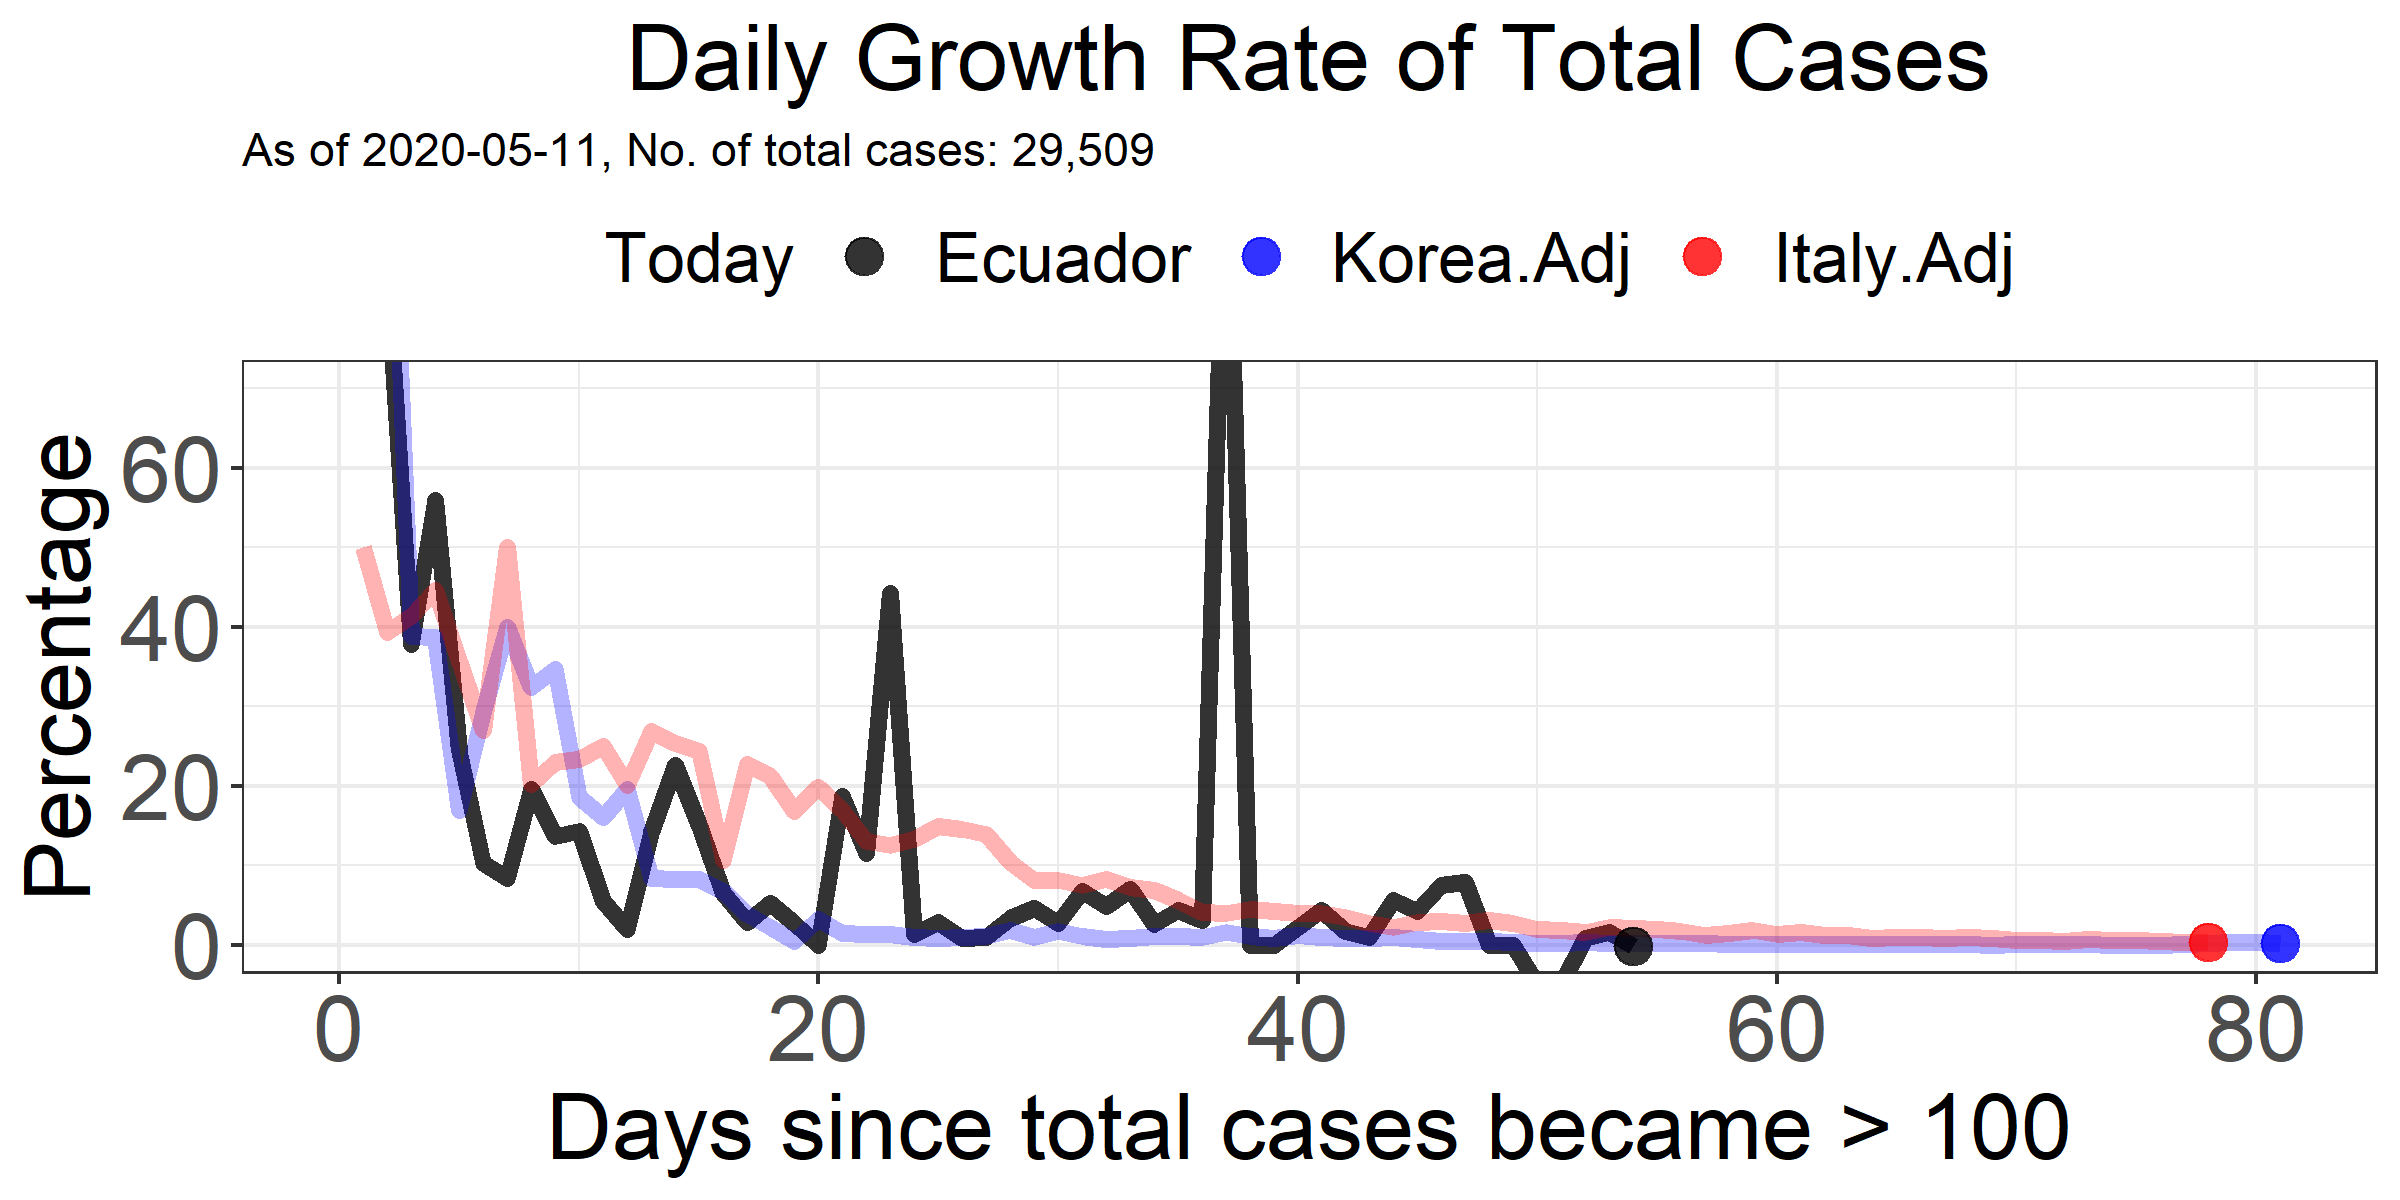 Daily Growth Rate of Total Cases
As of 2020-05-11, No. of total cases: 29,509
Today Ecuador Korea.Adj Italy.Adj
Percentage
60
40
20
0
0 20 40 60 80
Days since total cases became > 100